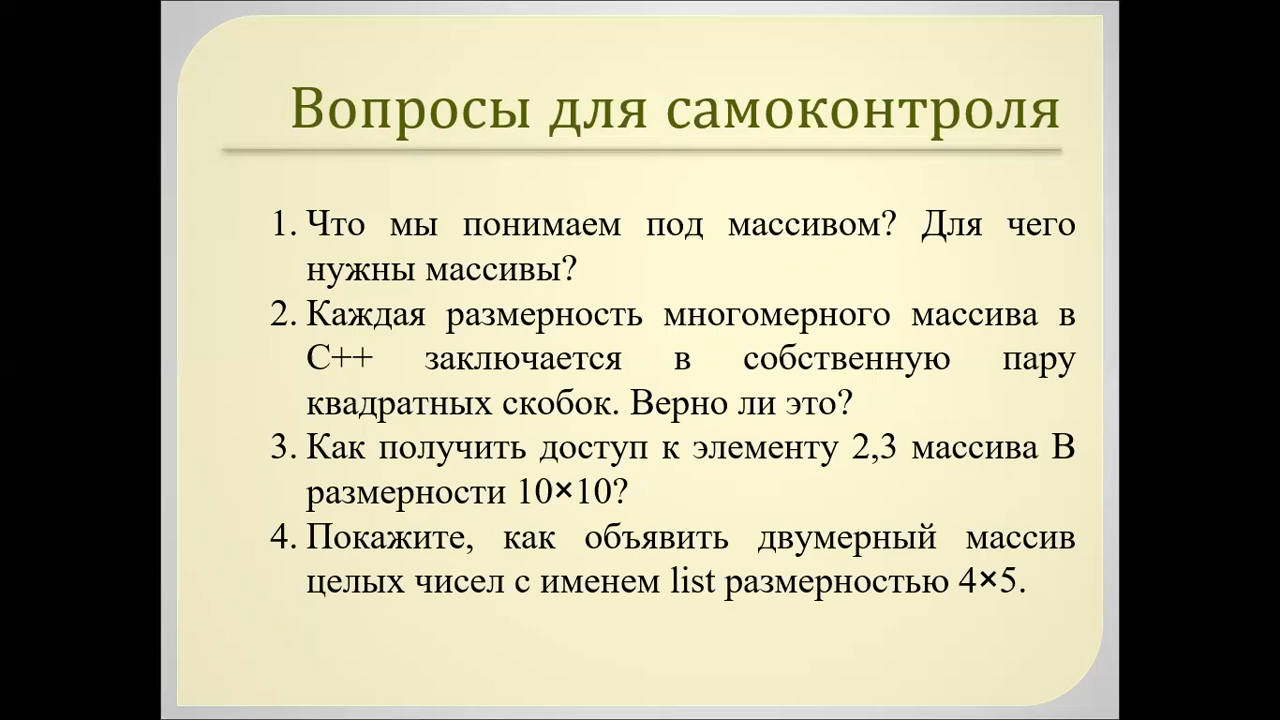 Вопросы для самоконтроля
1. Что мы понимаем под массивом? Для чего
нужны массивы?
2. Каждая размерность многомерного массива в
С++ заключается в собственную пару
квадратных скобок. Верно ли это?
3. Как получить доступ к элементу 2,3 массива В
размерности 10×10?
4. Покажите, как объявить двумерный массив
целых чисел с именем list размерностью 4×5.